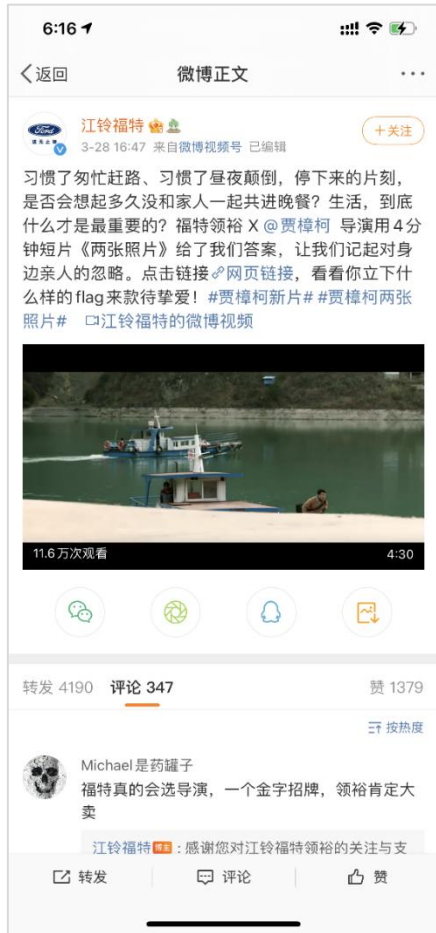 6:16
返回
微博正文
...
Ford
江铃福特
+关注
3-28 16:47 来自微博视频号 已编辑
习惯了匆忙赶路、习惯了昼夜颠倒，停下来的片刻，
是否会想起多久没和家人一起共进晚餐？生活，到底
什么才是最重要的？福特领裕 X @贾樟柯 导演用4分
钟短片《两张照片》给了我们答案，让我们记起对身
边亲人的忽略。点击链接网页链接，看看你立下什
么样的flag来款待挚爱！#贾樟柯新片# #贾樟柯两张
照片# 江铃福特的微博视频
11.6万次观看
4:30
转发 4190 评论 347
赞 1379
按热度
Michael是药罐子
福特真的会选导演，一个金字招牌，领裕肯定大
卖
江铃福特 博主：感谢您对江铃福特领裕的关注与支
转发
评论
赞